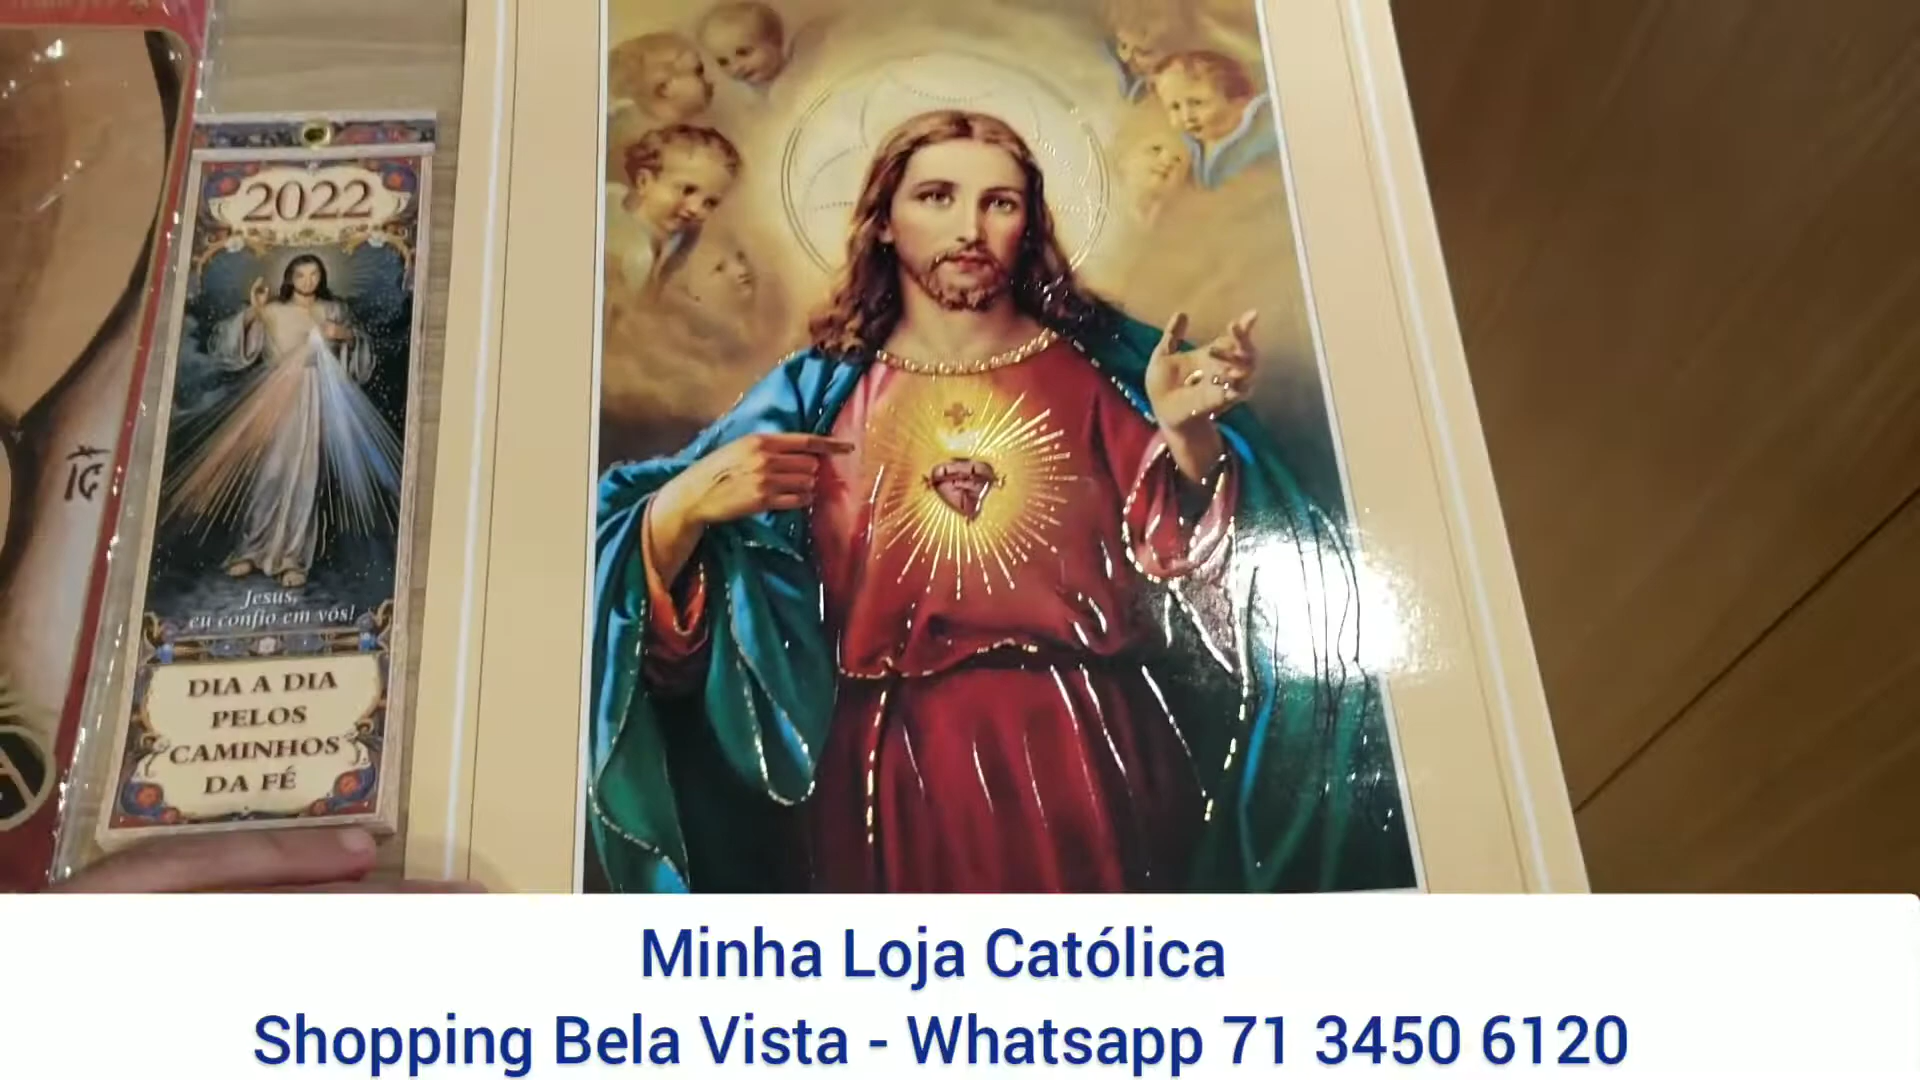 2022
Jesus,
eu confio em vós!
DIA A DIA
PELOS
CAMINHOS
DA FÉ
Minha Loja Católica
Shopping Bela Vista - Whatsapp 71 3450 6120